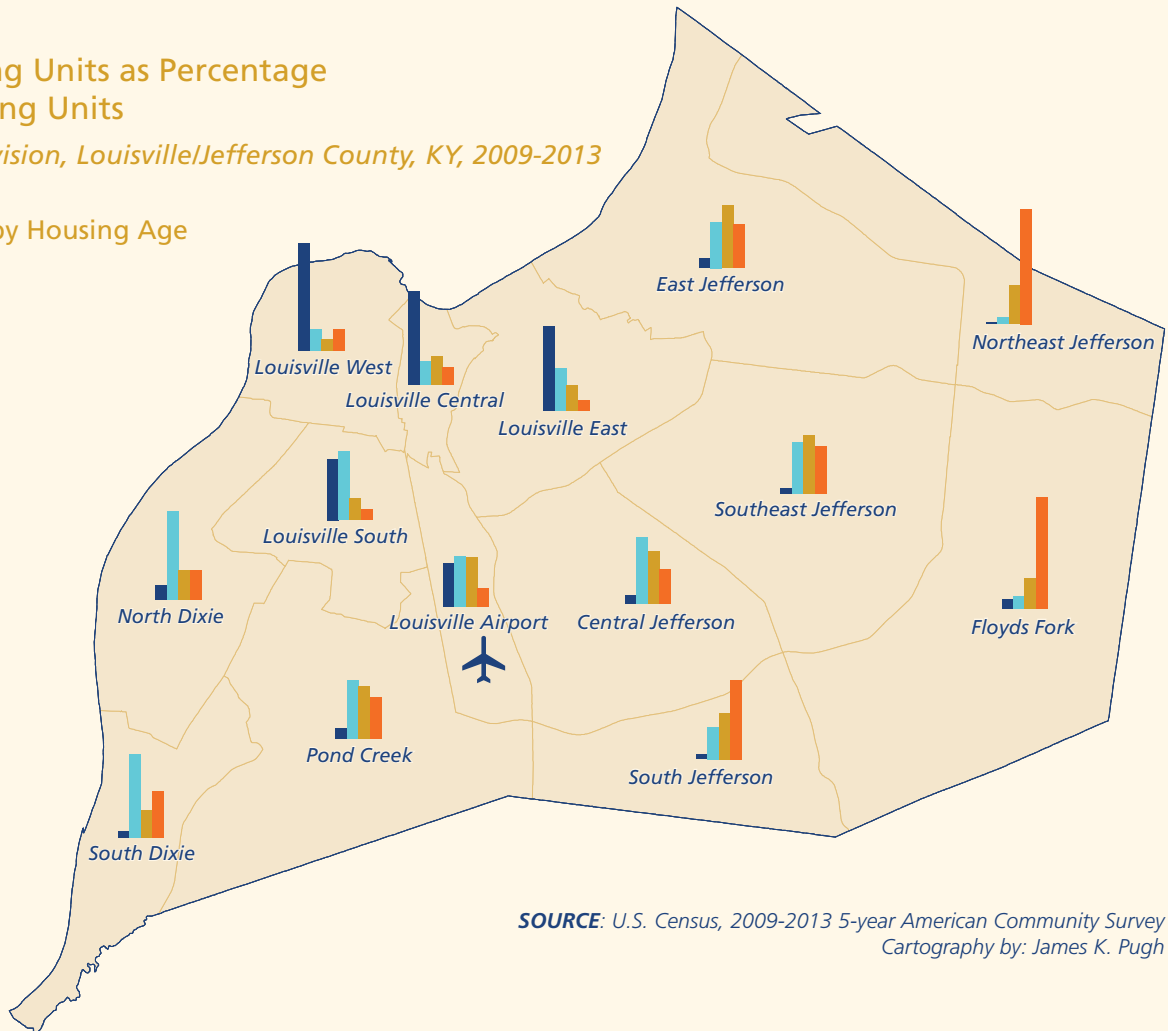 ng Units as Percentage
ng Units
vision, Louisville/Jefferson County, KY, 2009-2013
by Housing Age
East Jefferson
Northeast Jefferson
Louisville West
Louisville Central
Louisville East
Southeast Jefferson
Louisville South
North Dixie
Louisville Airport
Central Jefferson
Floyds Fork
Pond Creek
South Jefferson
South Dixie
SOURCE: U.S. Census, 2009-2013 5-year American Community Survey
Cartography by: James K. Pugh